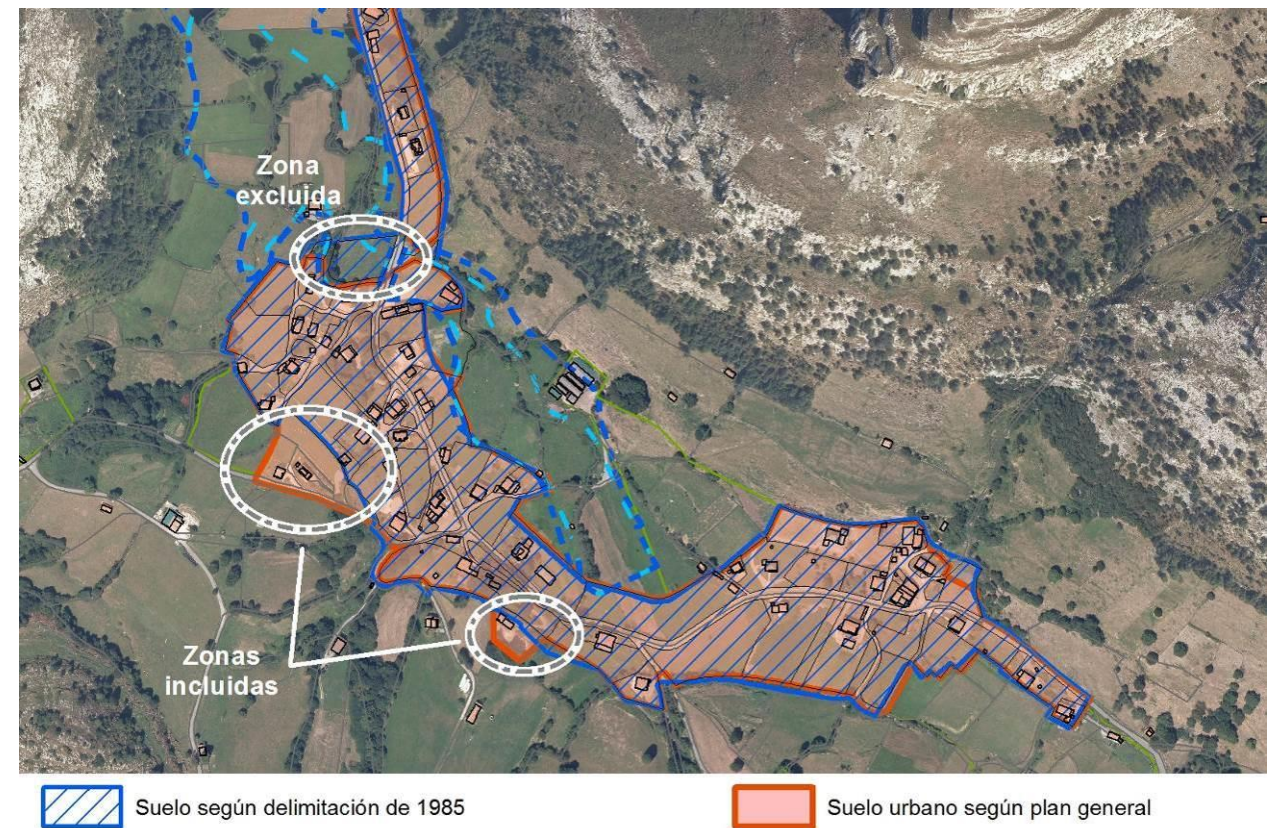 Zona
excluida
Zonas
incluidas
Suelo según delimitación de 1985
Suelo urbano según plan general